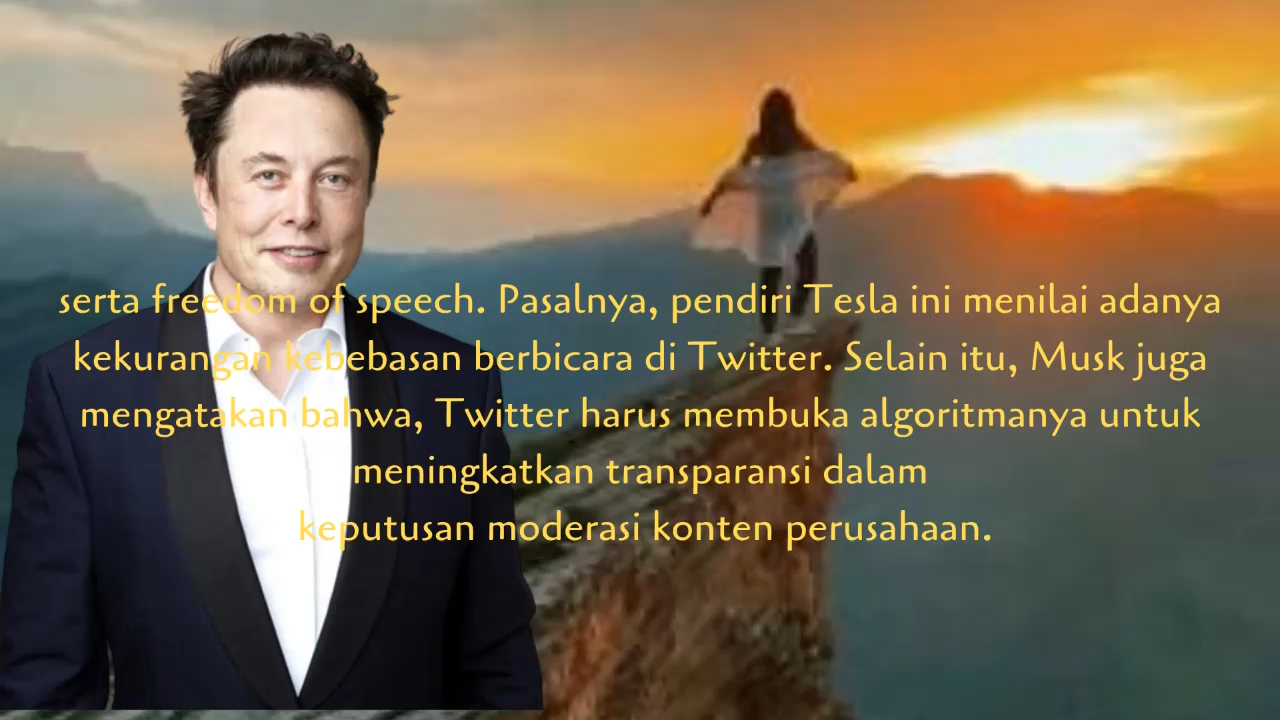 serta freedom of speech. Pasalnya, pendiri Tesla ini menilai adanya
kekurangan kebebasan berbicara di Twitter. Selain itu, Musk juga
mengatakan bahwa, Twitter harus membuka algoritmanya untuk
meningkatkan transparansi dalam
keputusan moderasi konten perusahaan.